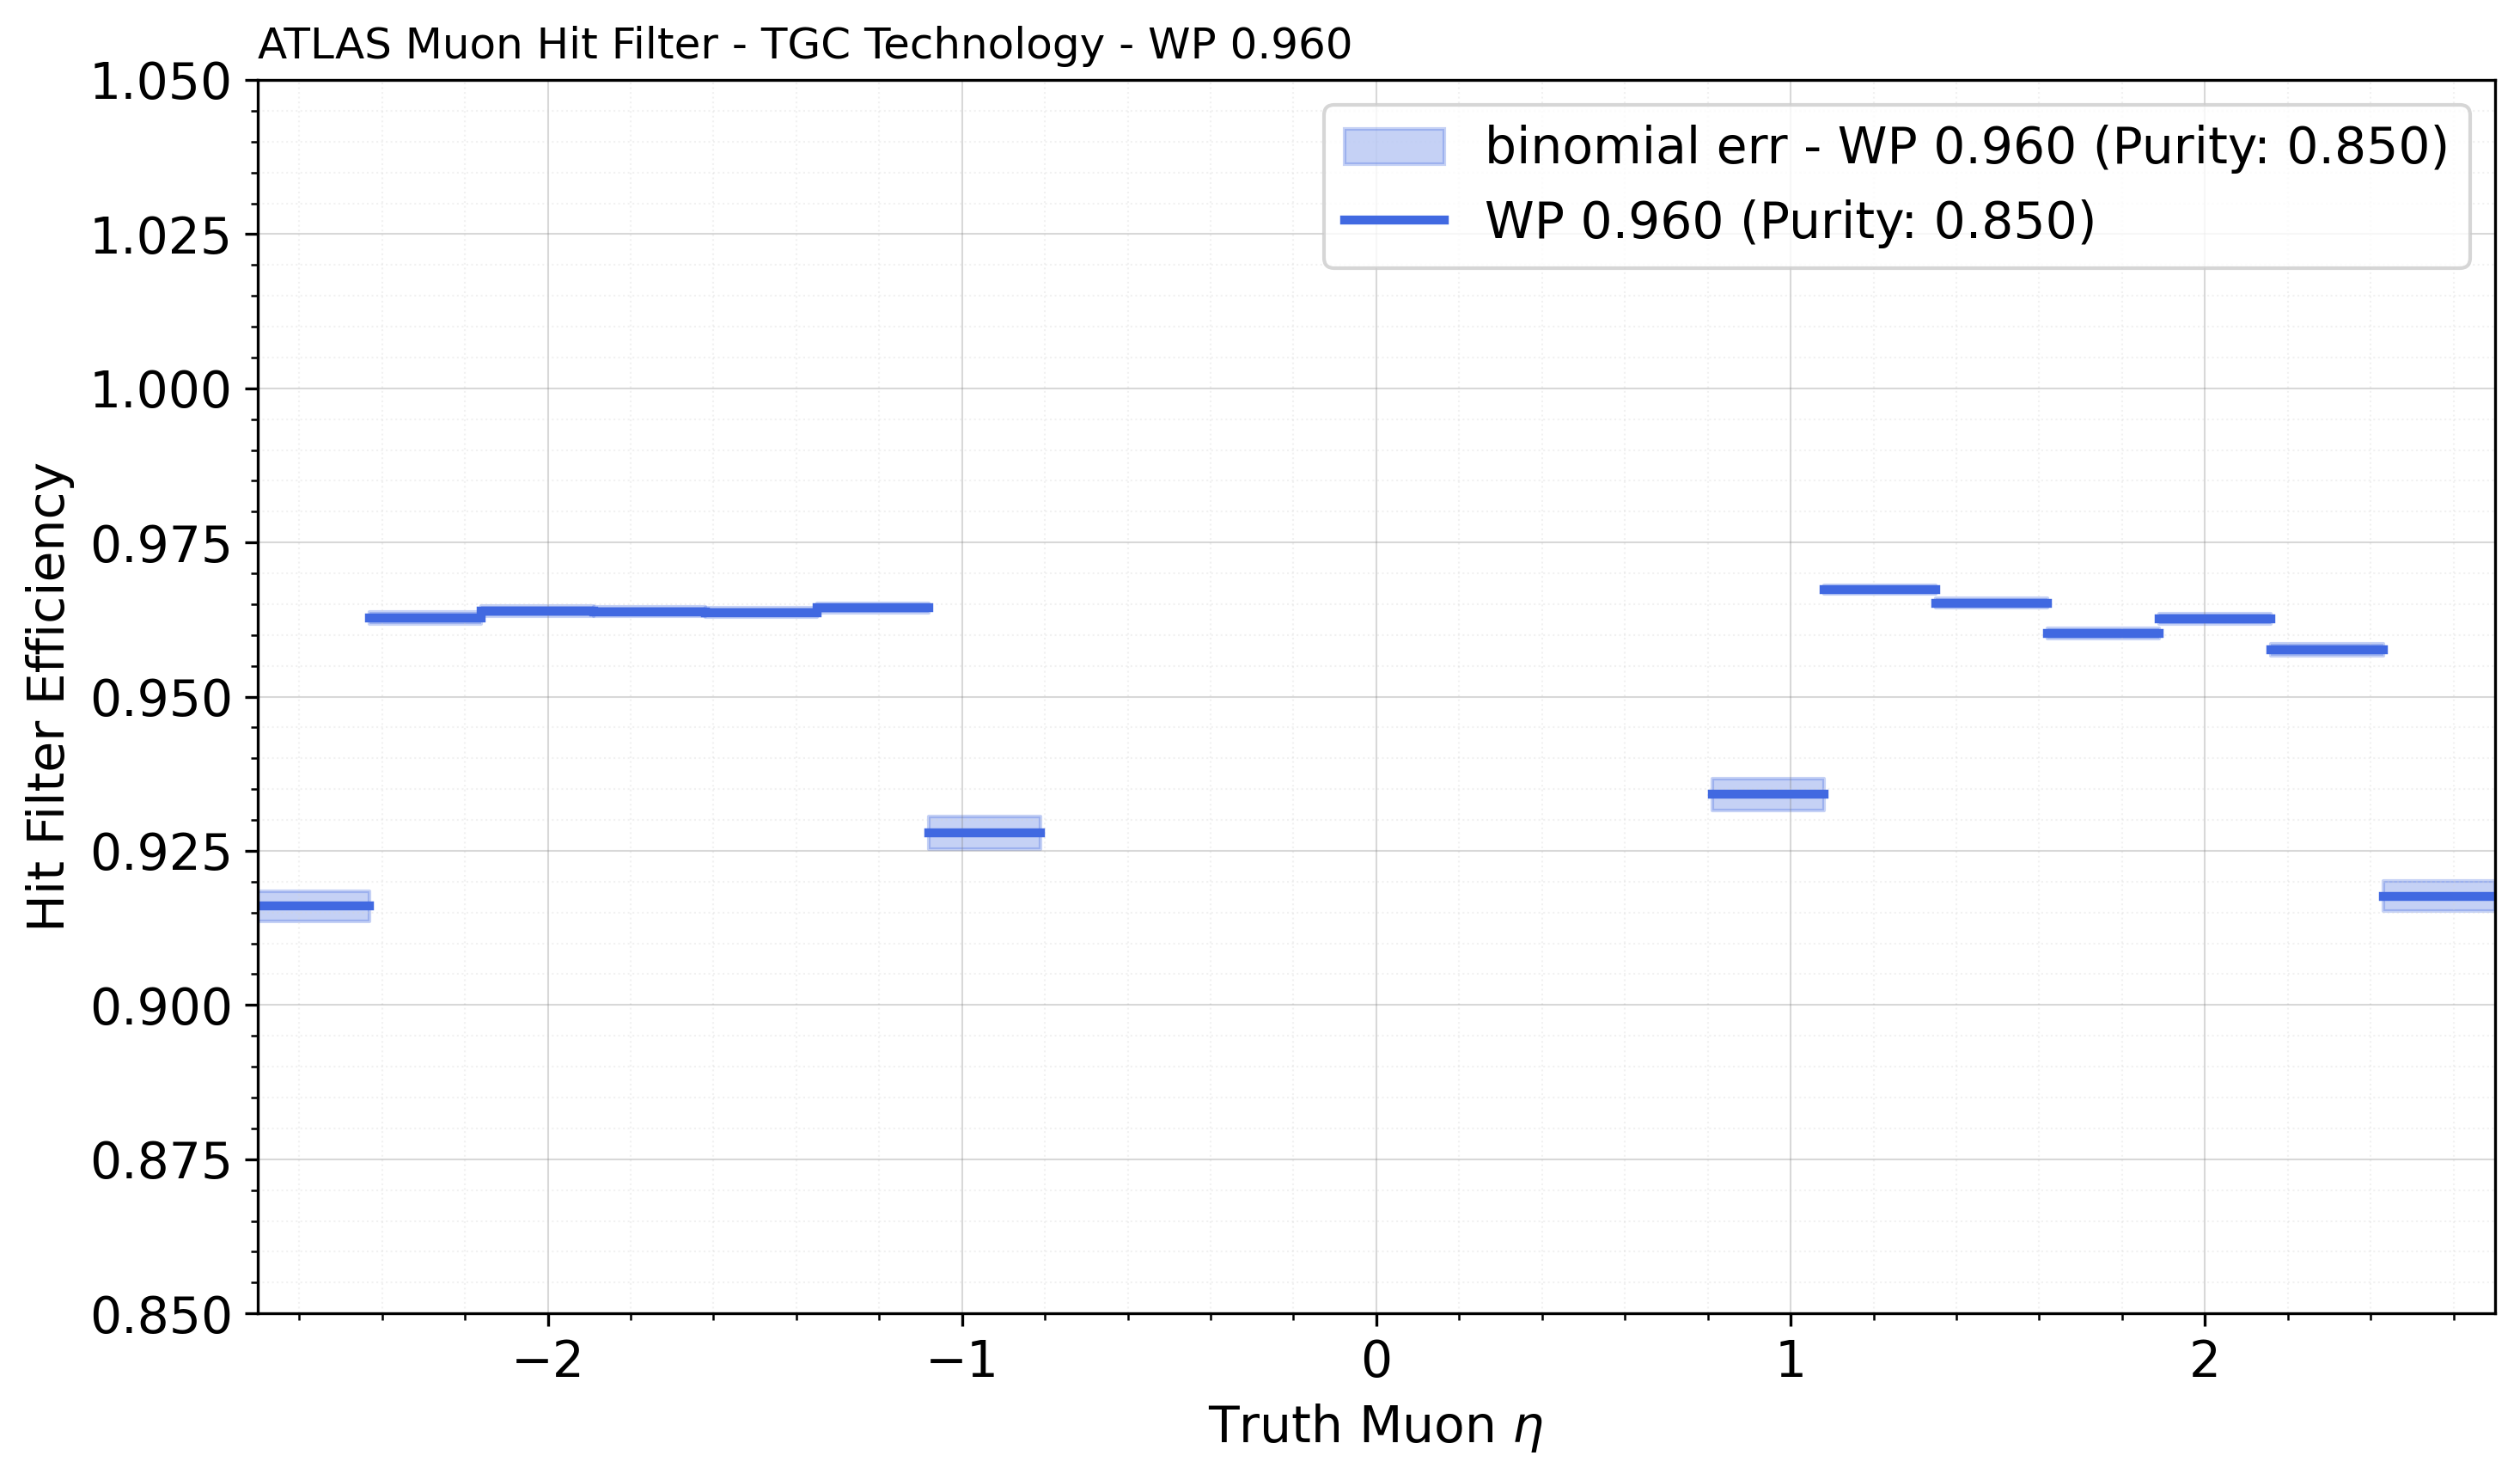 ATLAS Muon Hit Filter - TGC Technology - WP 0.960
binomial err - WP 0.960 (Purity: 0.850)
WP 0.960 (Purity: 0.850)
Hit Filter Efficiency
1.050
1.025
1.000
0.975
0.950
0.925
0.900
0.875
0.850
−2 −1 0 1 2
Truth Muon η